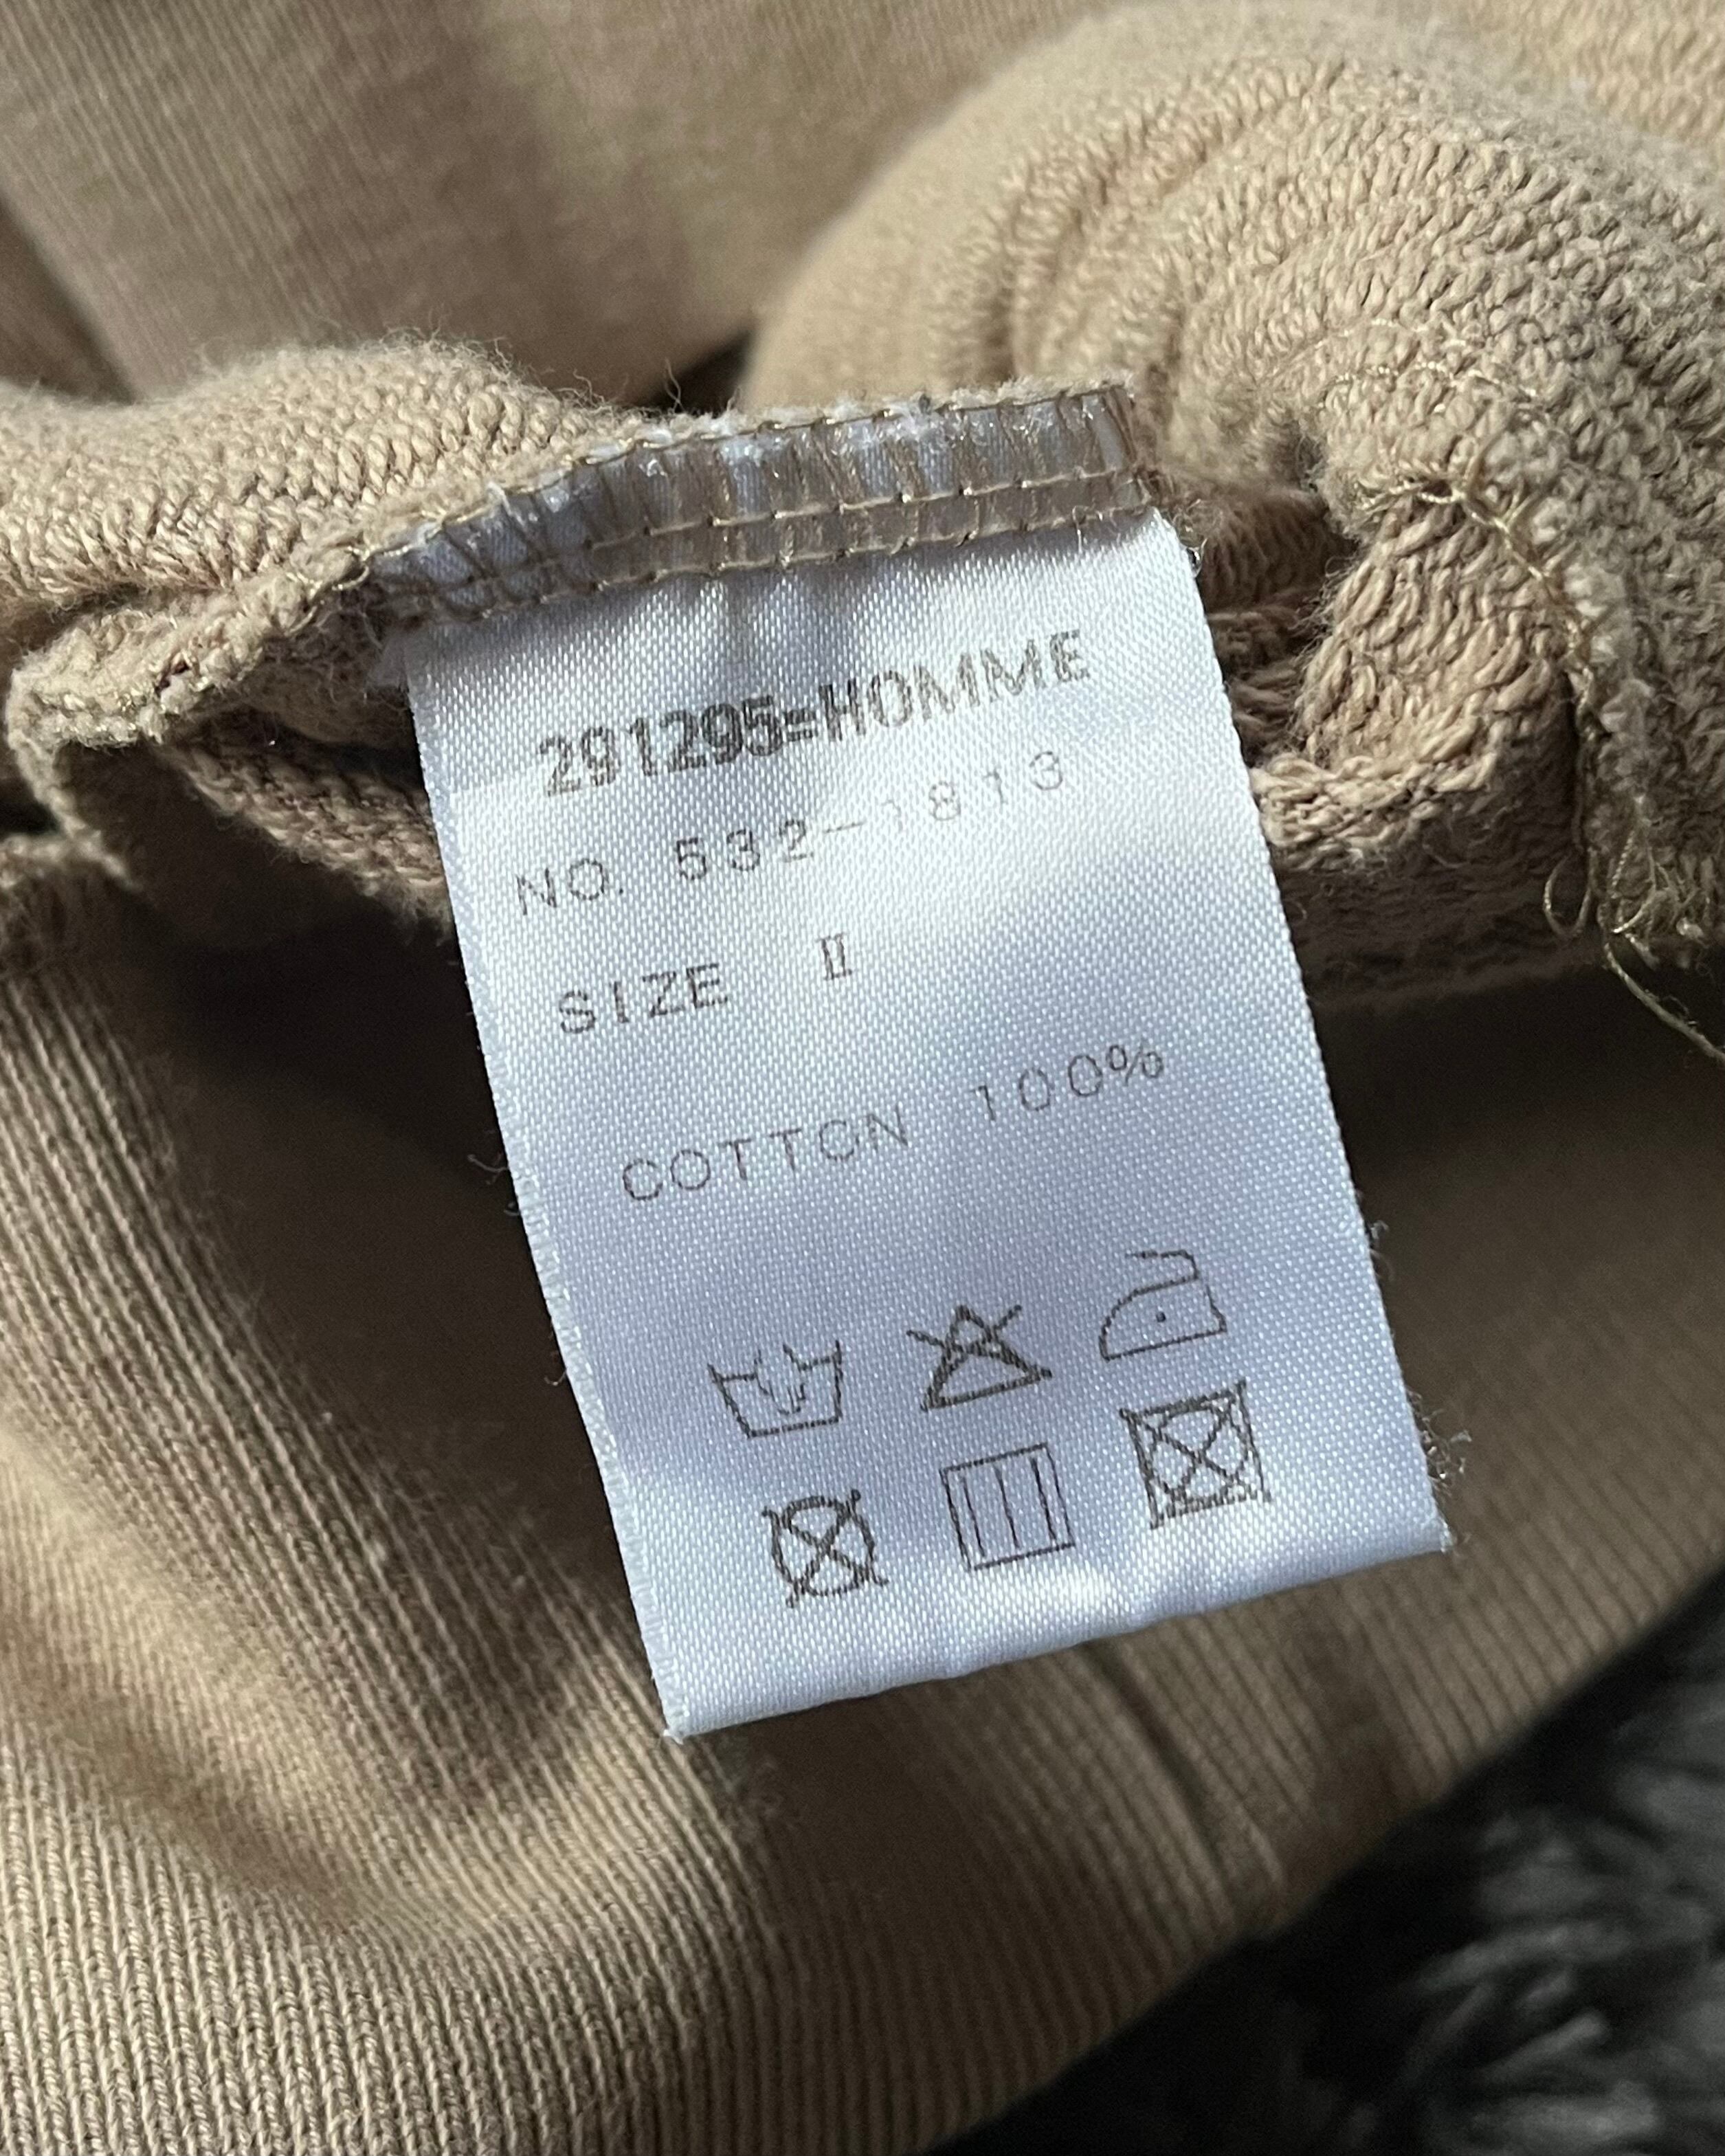 291295=HOMME
NO. 532-1813
SIZE Ⅱ
COTTON 100%